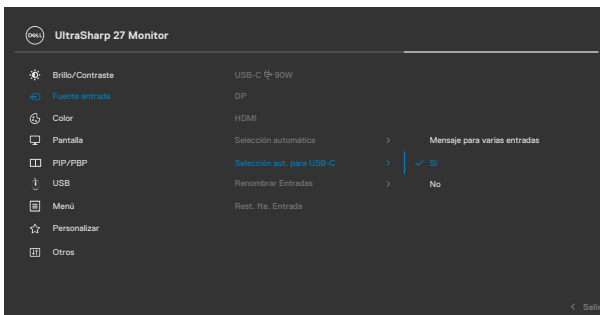 DELL UltraSharp 27 Monitor
Brillo/Contraste USB-C 90W
Fuente entrada DP
Color HDMI
Pantalla Selección automática > Mensaje para varias entradas
PIP/PBP Selección aut. para USB-C > ✓ Sí
USB Renombrar Entradas > No
Menú Rest. fte. Entrada
Personalizar
Otros
< Salir